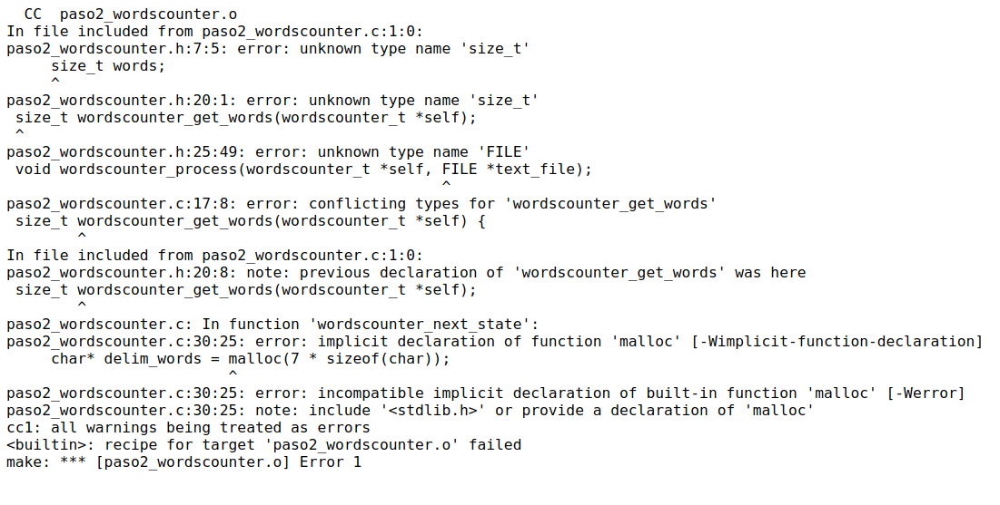 CC  paso2_wordscounter.o
In file included from paso2_wordscounter.c:1:0:
paso2_wordscounter.h:7:5: error: unknown type name 'size_t'
     size_t words;
     ^
paso2_wordscounter.h:20:1: error: unknown type name 'size_t'
 size_t wordscounter_get_words(wordscounter_t *self);
 ^
paso2_wordscounter.h:25:49: error: unknown type name 'FILE'
 void wordscounter_process(wordscounter_t *self, FILE *text_file);
                                                 ^
paso2_wordscounter.c:17:8: error: conflicting types for 'wordscounter_get_words'
 size_t wordscounter_get_words(wordscounter_t *self) {
        ^
In file included from paso2_wordscounter.c:1:0:
paso2_wordscounter.h:20:8: note: previous declaration of 'wordscounter_get_words' was here
 size_t wordscounter_get_words(wordscounter_t *self);
        ^
paso2_wordscounter.c: In function 'wordscounter_next_state':
paso2_wordscounter.c:30:25: error: implicit declaration of function 'malloc' [-Wimplicit-function-declaration]
     char* delim_words = malloc(7 * sizeof(char));
                         ^
paso2_wordscounter.c:30:25: error: incompatible implicit declaration of built-in function 'malloc' [-Werror]
paso2_wordscounter.c:30:25: note: include '<stdlib.h>' or provide a declaration of 'malloc'
cc1: all warnings being treated as errors
<builtin>: recipe for target 'paso2_wordscounter.o' failed
make: *** [paso2_wordscounter.o] Error 1